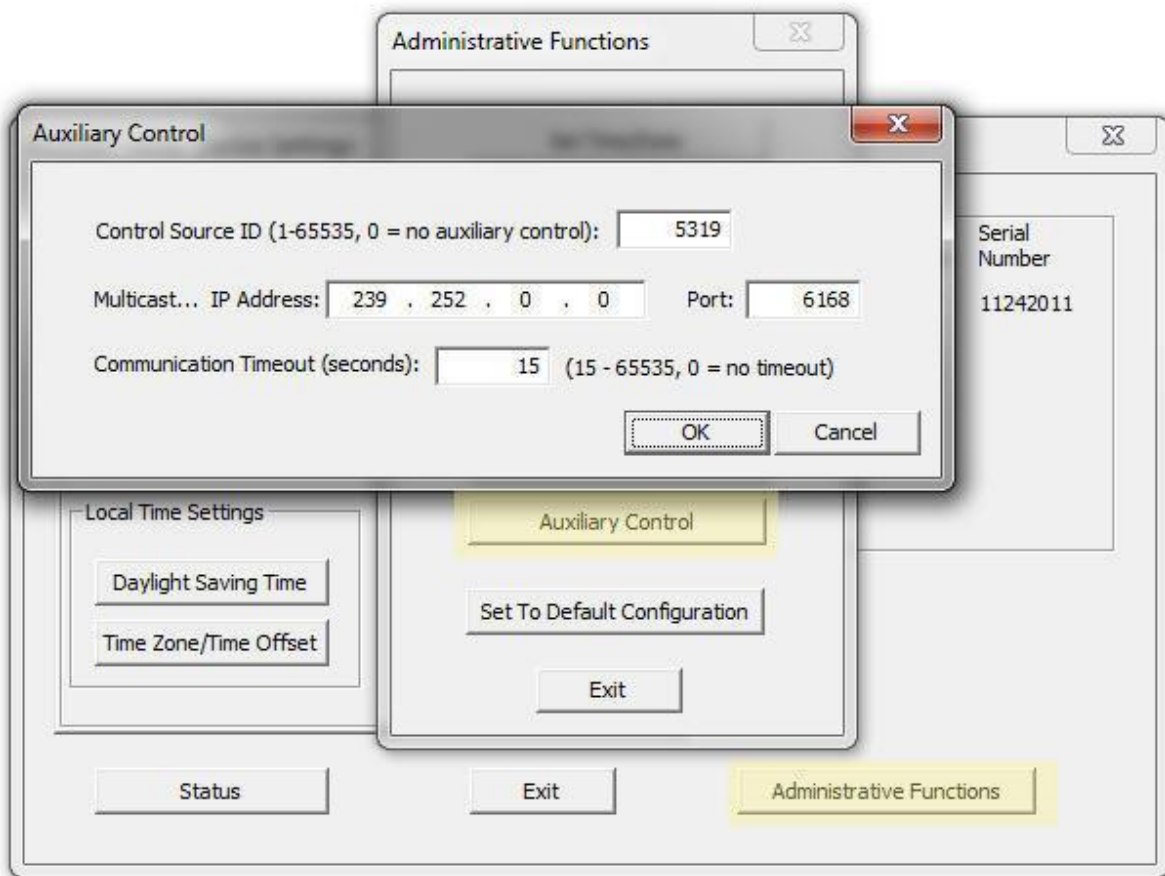 Administrative Functions
Auxiliary Control
Control Source ID (1-65535, 0 = no auxiliary control): 5319
Multicast... IP Address: 239 . 252 . 0 . 0 Port: 6168
Communication Timeout (seconds): 15 (15 - 65535, 0 = no timeout)
OK Cancel
Serial
Number
11242011
Local Time Settings
Daylight Saving Time
Time Zone/Time Offset
Auxiliary Control
Set To Default Configuration
Exit
Status Exit Administrative Functions